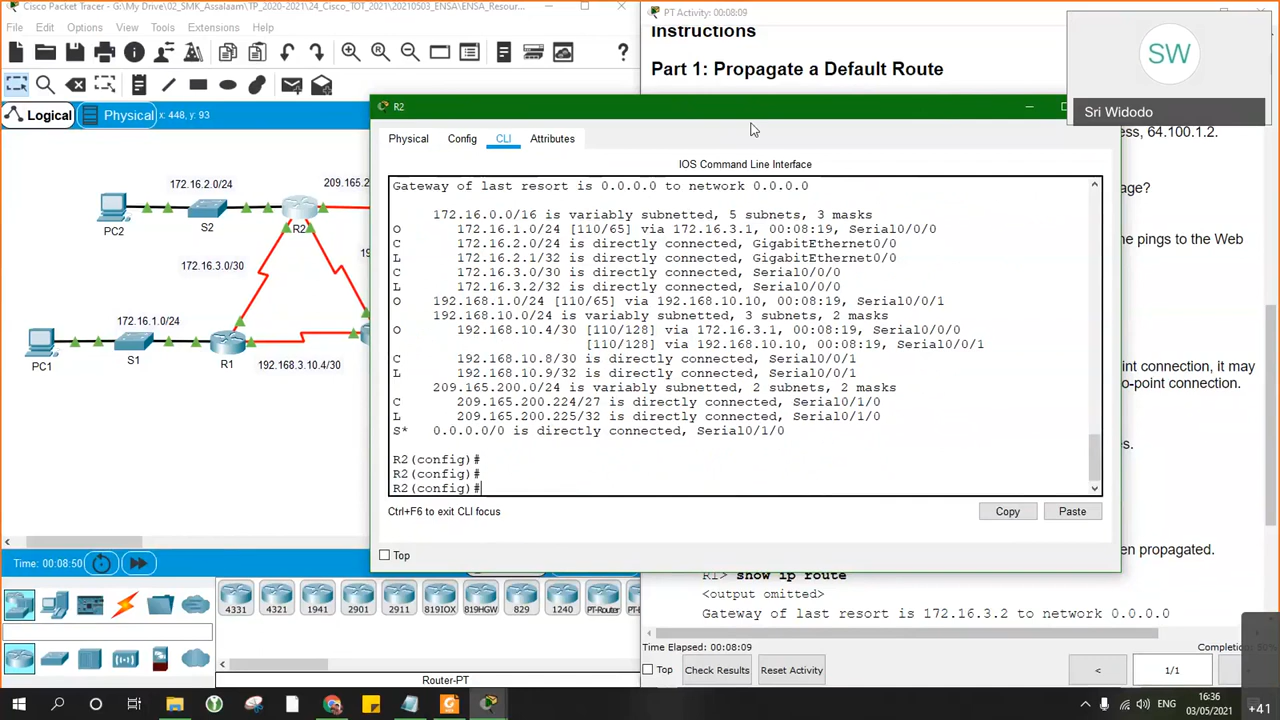 Cisco Packet Tracer - G:\My Drive\02_SMK_Assalaam\TP_2020-2021\24_Cisco_TOT_2021\20210503_ENSA\ENSA_Resour...
File Edit Options View Tools Extensions Help
Logical Physical x: 448, y: 93
172.16.2.0/24
209.165.2
PC2
S2
R2
172.16.3.0/30
19
172.16.1.0/24
PC1
S1
R1
192.168.3.10.4/30
Time: 00:08:50
4331 4321 1941 2901 2911 819IOX 819HGW 829 1240 PT-Router PT-E
Router-PT
PT Activity: 00:08:09
Instructions
Part 1: Propagate a Default Route
SW
Sri Widodo
ess, 64.100.1.2.
age?
he pings to the Web
int connection, it may
o-point connection.
es.
en propagated.
R1> show ip route
<output omitted>
Gateway of last resort is 172.16.3.2 to network 0.0.0.0
Time Elapsed: 00:08:09
Top Check Results Reset Activity < 1/1
R2
Physical Config CLI Attributes
IOS Command Line Interface
Gateway of last resort is 0.0.0.0 to network 0.0.0.0
172.16.0.0/16 is variably subnetted, 5 subnets, 3 masks
O 172.16.1.0/24 [110/65] via 172.16.3.1, 00:08:19, Serial0/0/0
C 172.16.2.0/24 is directly connected, GigabitEthernet0/0
L 172.16.2.1/32 is directly connected, GigabitEthernet0/0
C 172.16.3.0/30 is directly connected, Serial0/0/0
L 172.16.3.2/32 is directly connected, Serial0/0/0
O 192.168.1.0/24 [110/65] via 192.168.10.10, 00:08:19, Serial0/0/1
192.168.10.0/24 is variably subnetted, 3 subnets, 2 masks
O 192.168.10.4/30 [110/128] via 172.16.3.1, 00:08:19, Serial0/0/0
[110/128] via 192.168.10.10, 00:08:19, Serial0/0/1
C 192.168.10.8/30 is directly connected, Serial0/0/1
L 192.168.10.9/32 is directly connected, Serial0/0/1
209.165.200.0/24 is variably subnetted, 2 subnets, 2 masks
C 209.165.200.224/27 is directly connected, Serial0/1/0
L 209.165.200.225/32 is directly connected, Serial0/1/0
S* 0.0.0.0/0 is directly connected, Serial0/1/0
R2(config)#
R2(config)#
R2(config)#
Ctrl+F6 to exit CLI focus
Copy Paste
Top
ENG
16:36
03/05/2021
+41